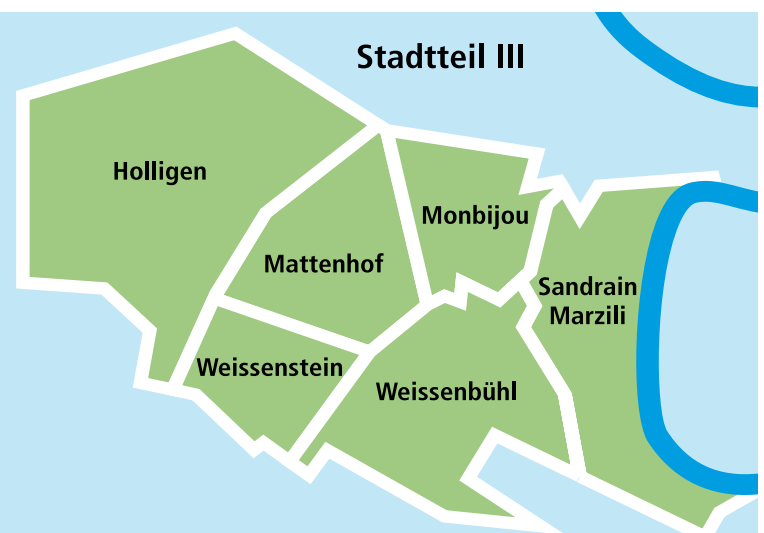 Stadtteil III
Holligen
Monbijou
Mattenhof
Sandrain
Marzili
Weissenstein
Weissenbühl